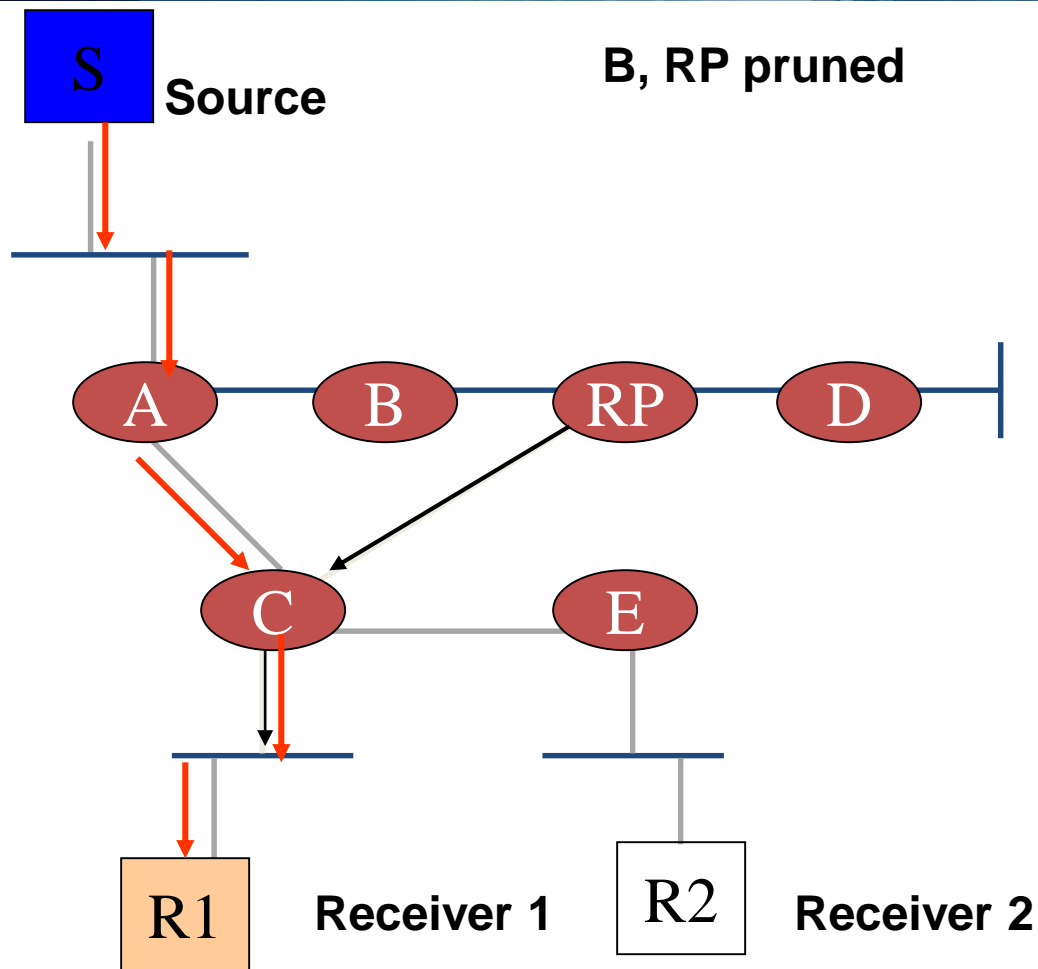 S
Source
B, RP pruned
A
B
RP
D
C
E
R1
Receiver 1
R2
Receiver 2